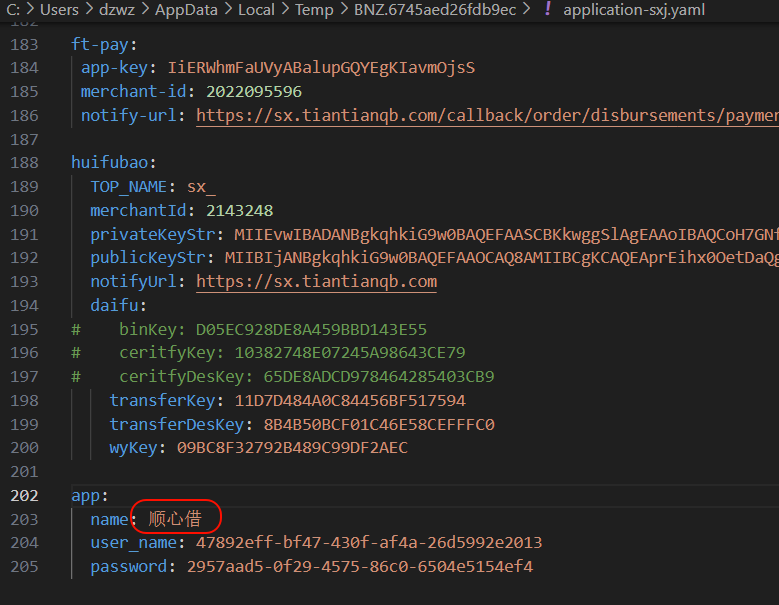 C: > Users > dzwz > AppData > Local > Temp > BNZ.6745aed26fdb9ec > ! application-sxj.yaml
183 ft-pay:
184 app-key: IiERWhmFaUVyABalupGQYEgKIavmOjsS
185 merchant-id: 2022095596
186 notify-url: https://sx.tiantianqb.com/callback/order/disbursements/paymen
187
188 huifubao:
189 TOP_NAME: sx_
190 merchantId: 2143248
191 privateKeyStr: MIIEvwIBADANBgkqhkiG9w0BAQEFAASCBKkwggSlAgEAAoIBAQCoH7GNf
192 publicKeyStr: MIIBIjANBgkqhkiG9w0BAQEFAAOCAQ8AMIIBCgKCAQEAprEihx0OetDaQg
193 notifyUrl: https://sx.tiantianqb.com
194 daifu:
195 # binKey: D05EC928DE8A459BBD143E55
196 # ceritfyKey: 10382748E07245A98643CE79
197 # ceritfyDesKey: 65DE8ADCD978464285403CB9
198 transferKey: 11D7D484A0C84456BF517594
199 transferDesKey: 8B4B50BCF01C46E58CEFFFC0
200 wyKey: 09BC8F32792B489C99DF2AEC
201
202 app:
203 name: 顺心借
204 user_name: 47892eff-bf47-430f-af4a-26d5992e2013
205 password: 2957aad5-0f29-4575-86c0-6504e5154ef4